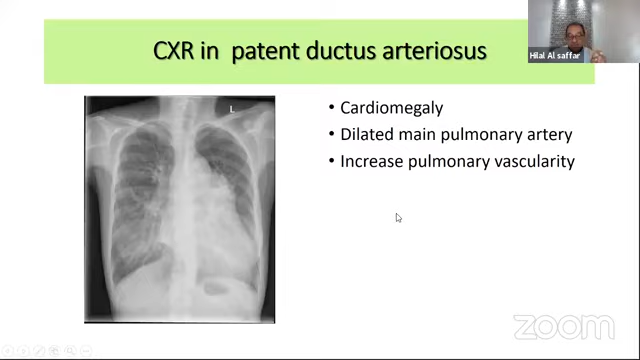 CXR in patent ductus arteriosus
Hilal Al saffar
L
• Cardiomegaly
• Dilated main pulmonary artery
• Increase pulmonary vascularity
zoom